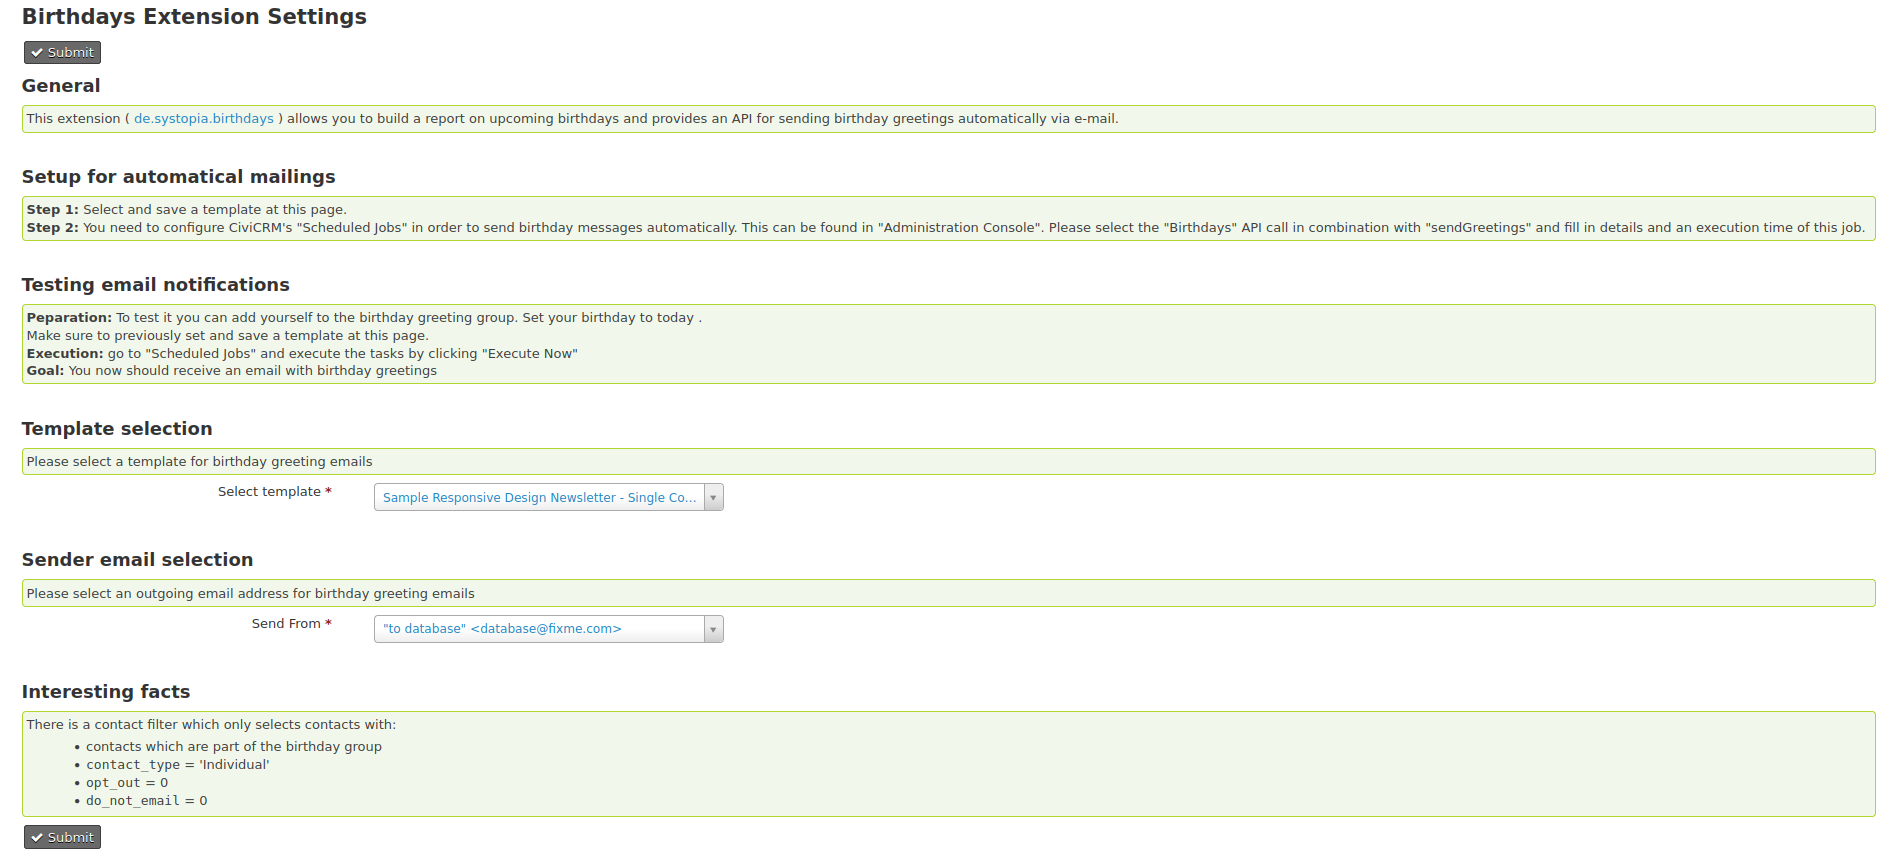 Birthdays Extension Settings
Submit
General
This extension ( de.systopia.birthdays ) allows you to build a report on upcoming birthdays and provides an API for sending birthday greetings automatically via e-mail.
Setup for automatical mailings
Step 1: Select and save a template at this page.
Step 2: You need to configure CiviCRM's "Scheduled Jobs" in order to send birthday messages automatically. This can be found in "Administration Console". Please select the "Birthdays" API call in combination with "sendGreetings" and fill in details and an execution time of this job.
Testing email notifications
Peparation: To test it you can add yourself to the birthday greeting group. Set your birthday to today .
Make sure to previously set and save a template at this page.
Execution: go to "Scheduled Jobs" and execute the tasks by clicking "Execute Now"
Goal: You now should receive an email with birthday greetings
Template selection
Please select a template for birthday greeting emails
Select template * Sample Responsive Design Newsletter - Single Co...
Sender email selection
Please select an outgoing email address for birthday greeting emails
Send From * "to database" <database@fixme.com>
Interesting facts
There is a contact filter which only selects contacts with:
• contacts which are part of the birthday group
• contact_type = 'Individual'
• opt_out = 0
• do_not_email = 0
Submit